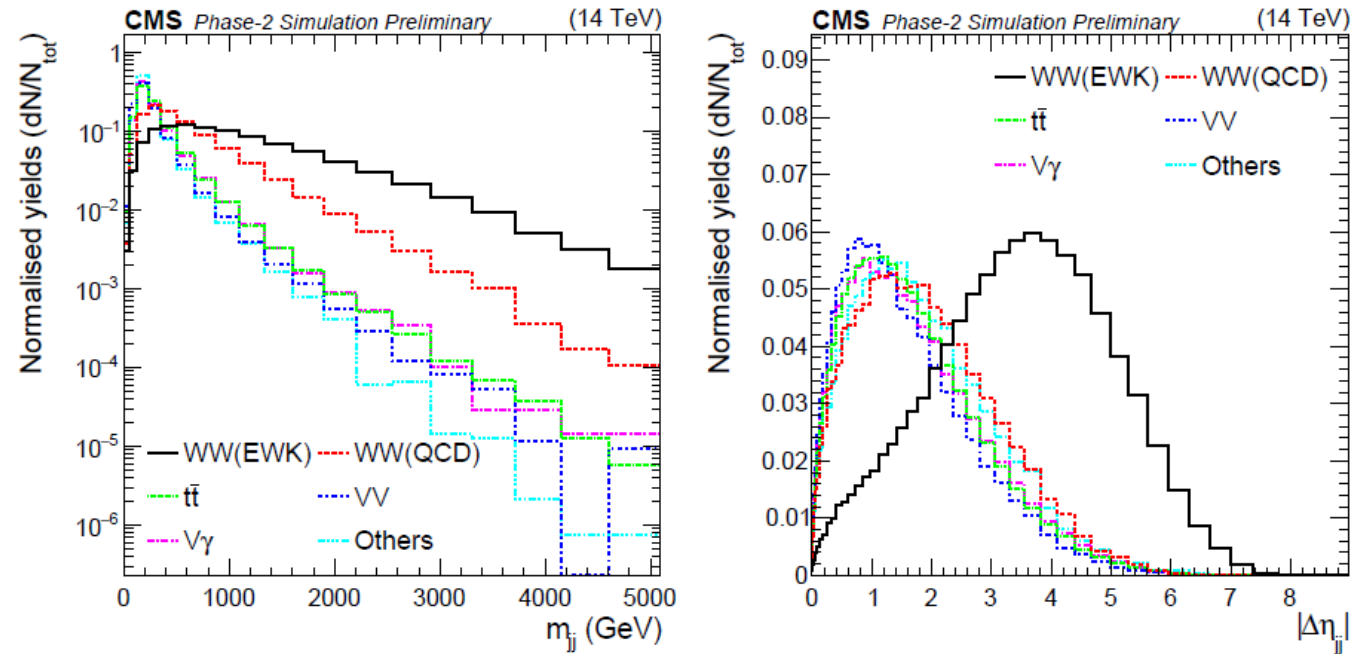 CMS Phase-2 Simulation Preliminary (14 TeV)
Normalised yields (dN/N_tot)
1
10^−1
10^−2
10^−3
10^−4
10^−5
10^−6
WW(EWK) WW(QCD)
tt̄ VV
Vγ Others
0 1000 2000 3000 4000 5000
m_jj (GeV)
CMS Phase-2 Simulation Preliminary (14 TeV)
Normalised yields (dN/N_tot)
0.09
0.08
0.07
0.06
0.05
0.04
0.03
0.02
0.01
0
WW(EWK) WW(QCD)
tt̄ VV
Vγ Others
0 1 2 3 4 5 6 7 8
|Δη_jj|